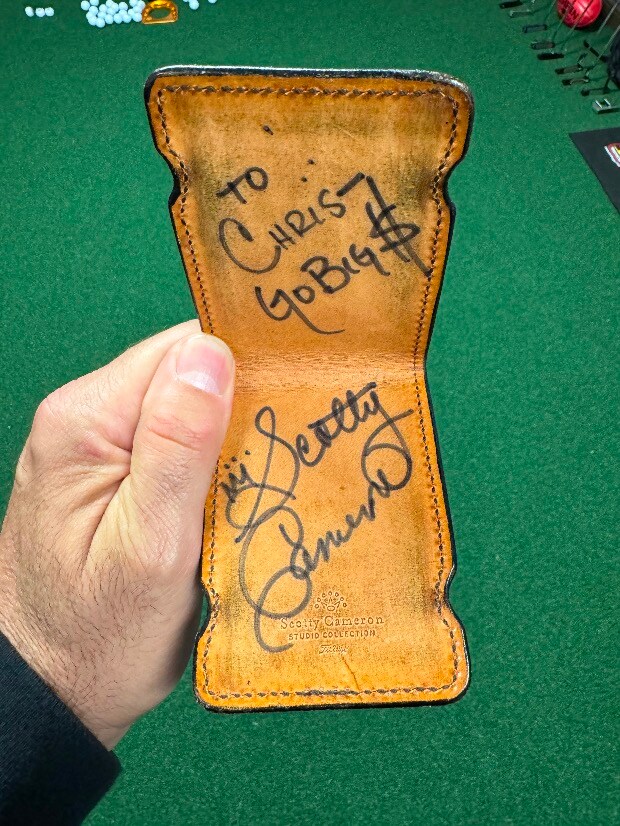 TO
CHRIS-
GO BIG $
Scotty
Cameron
Scotty Cameron
STUDIO COLLECTION